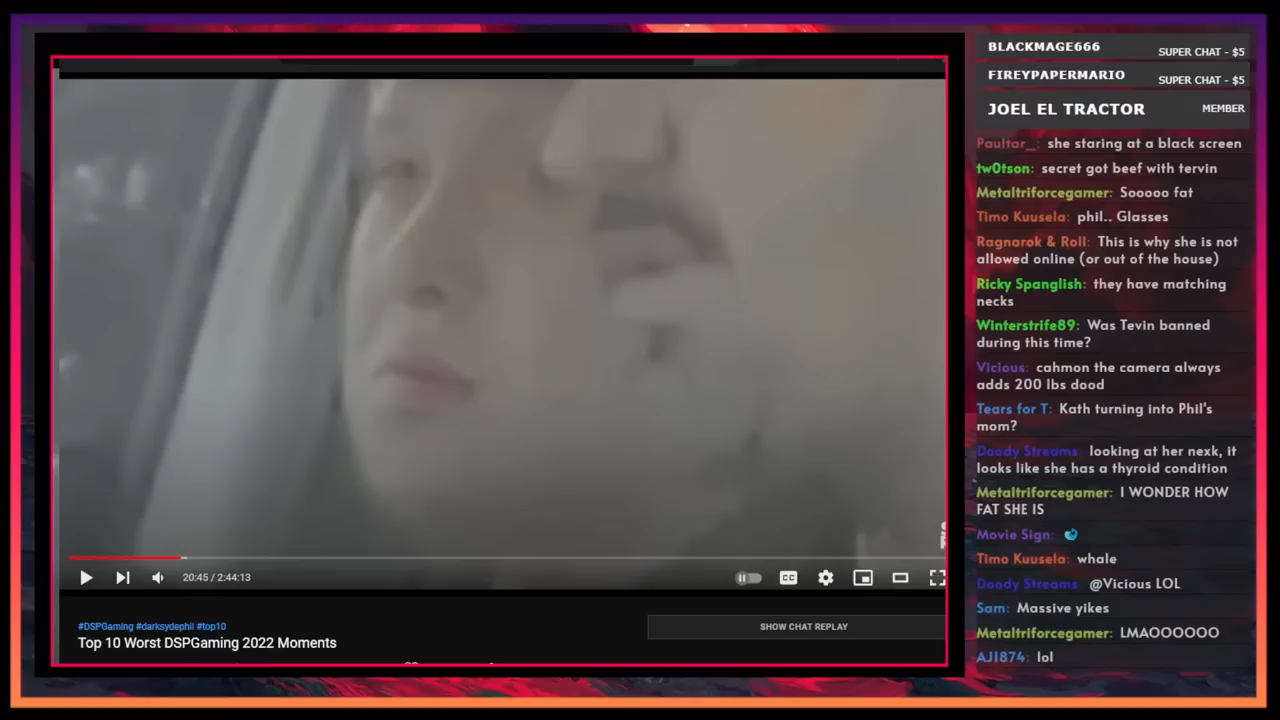 BLACKMAGE666
SUPER CHAT - $5
FIREYPAPERMARIO
SUPER CHAT - $5
JOEL EL TRACTOR
MEMBER
Paultar_: she staring at a black screen
tw0tson: secret got beef with tervin
Metaltriforcegamer: Sooooo fat
Timo Kuusela: phil.. Glasses
Ragnarok & Roll: This is why she is not
allowed online (or out of the house)
Ricky Spanglish: they have matching
necks
Winterstrife89: Was Tevin banned
during this time?
Vicious: cahmon the camera always
adds 200 lbs dood
Tears for T: Kath turning into Phil's
mom?
Doody Streams: looking at her nexk, it
looks like she has a thyroid condition
Metaltriforcegamer: I WONDER HOW
FAT SHE IS
Movie Sign:
Timo Kuusela: whale
Doody Streams: @Vicious LOL
Sam: Massive yikes
Metaltriforcegamer: LMAOOOOOO
AJ1874: lol
20:45 / 2:44:13
CC
#DSPGaming #darksydephil #top10
Top 10 Worst DSPGaming 2022 Moments
SHOW CHAT REPLAY